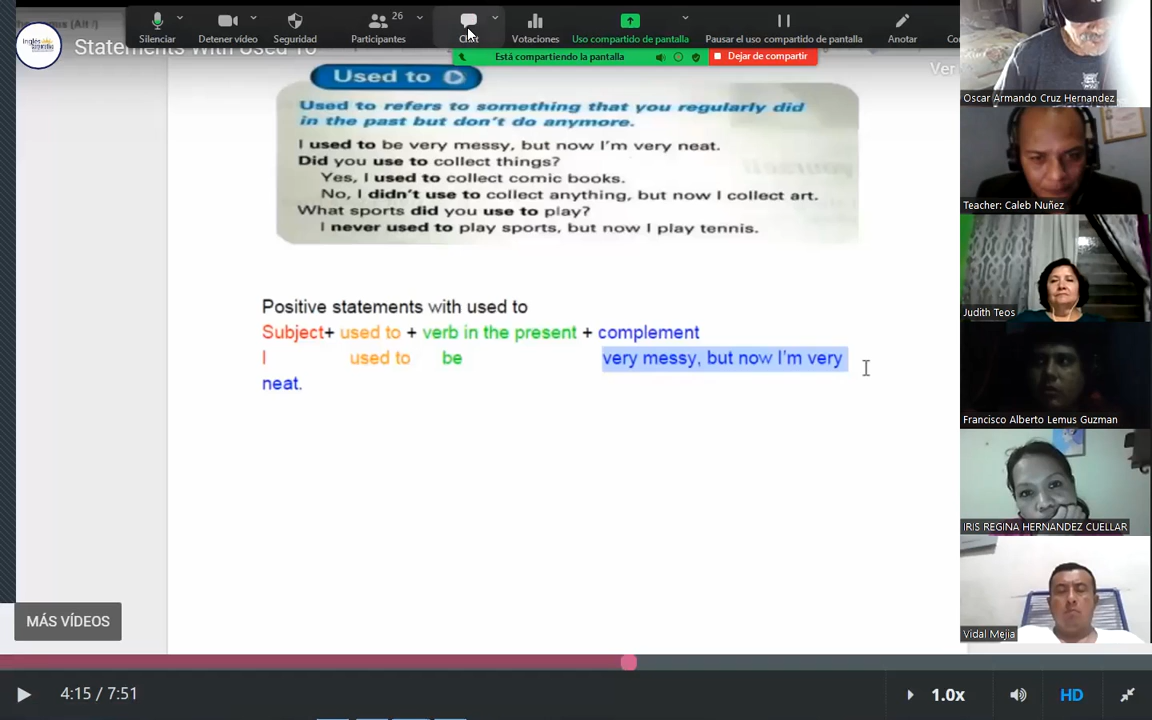 Silenciar
Detener vídeo
Seguridad
26
Participantes
Chat
Votaciones
Uso compartido de pantalla
Pausar el uso compartido de pantalla
Anotar
Está compartiendo la pantalla
Dejar de compartir
Statements With Used To
Ver
Used to
Used to refers to something that you regularly did
in the past but don't do anymore.
I used to be very messy, but now I'm very neat.
Did you use to collect things?
Yes, I used to collect comic books.
No, I didn't use to collect anything, but now I collect art.
What sports did you use to play?
I never used to play sports, but now I play tennis.
Positive statements with used to
Subject+ used to + verb in the present + complement
I used to be very messy, but now I'm very
neat.
Oscar Armando Cruz Hernandez
Teacher: Caleb Nuñez
Judith Teos
Francisco Alberto Lemus Guzman
IRIS REGINA HERNANDEZ CUELLAR
Vidal Mejia
MÁS VÍDEOS
4:15 / 7:51
1.0x
HD